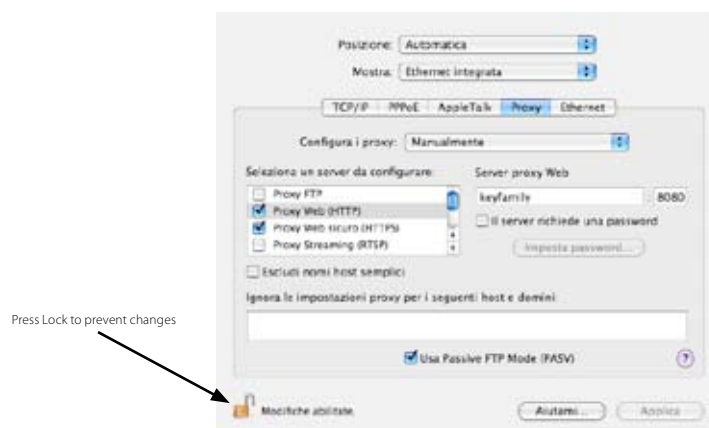 Posizione: Automatica
Mostra: Ethernet integrata
TCP/IP PPPoE AppleTalk Proxy Ethernet
Configura i proxy: Manualmente
Seleziona un server da configurare:
Proxy FTP
Proxy Web (HTTP)
Proxy Web sicuro (HTTPS)
Proxy Streaming (RTSP)
Server proxy Web
keyfamily : 8080
Il server richiede una password
Imposta password...
Escludi nomi host semplici
Ignora le impostazioni proxy per i seguenti host e domini:
Usa Passive FTP Mode (PASV)
?
Press Lock to prevent changes
Modifiche abilitate.
Aiutami... Applica